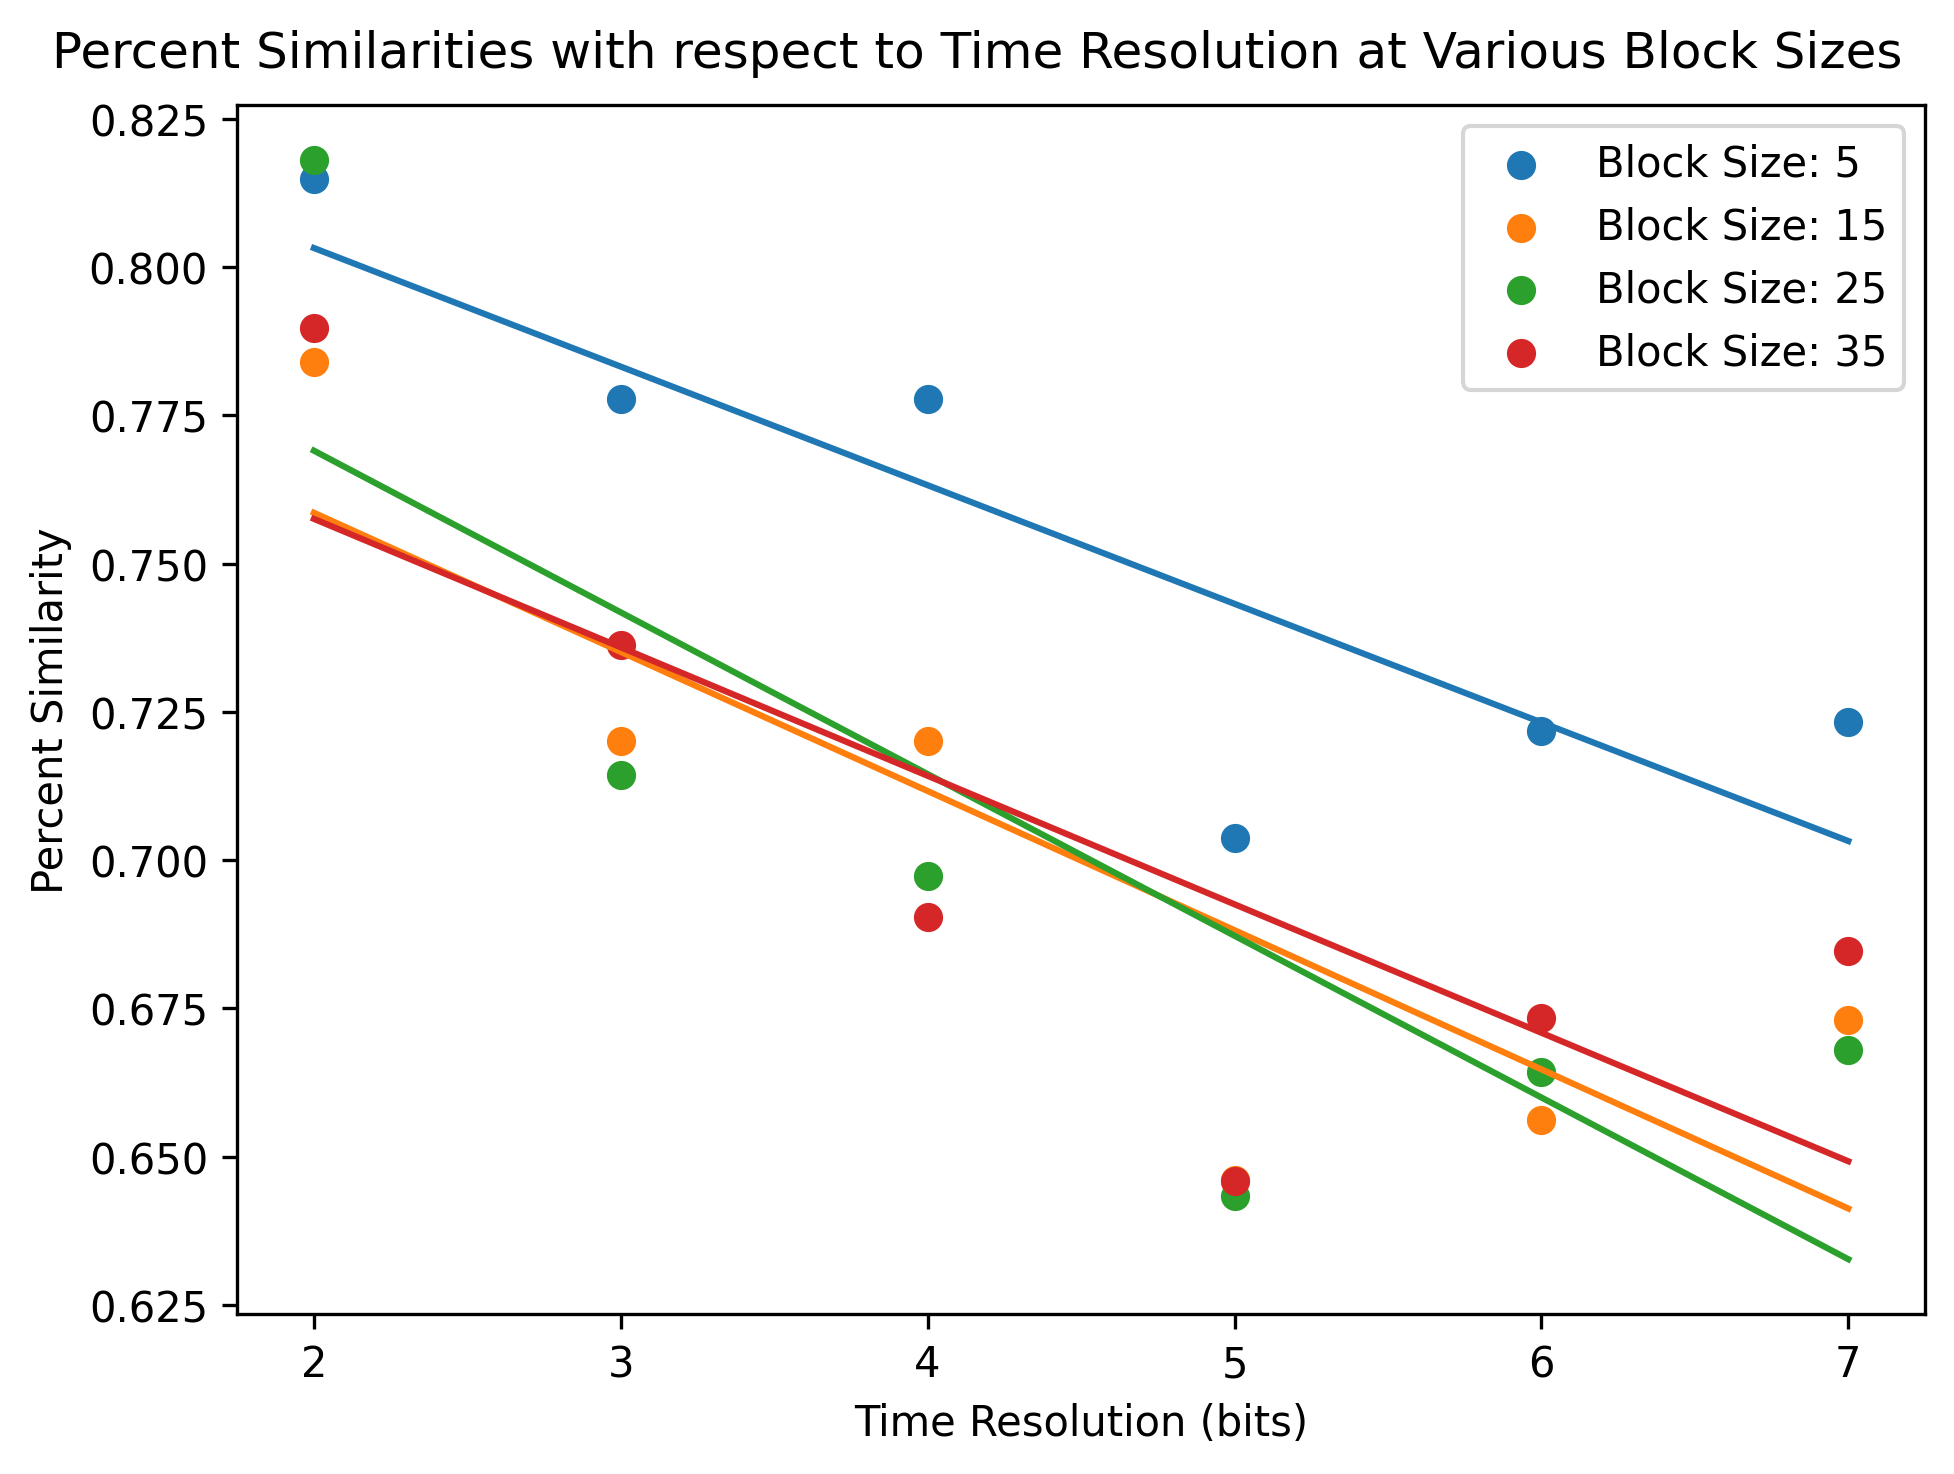 Percent Similarities with respect to Time Resolution at Various Block Sizes
0.825
0.800
0.775
0.750
0.725
0.700
0.675
0.650
0.625
Percent Similarity
Block Size: 5
Block Size: 15
Block Size: 25
Block Size: 35
2 3 4 5 6 7
Time Resolution (bits)